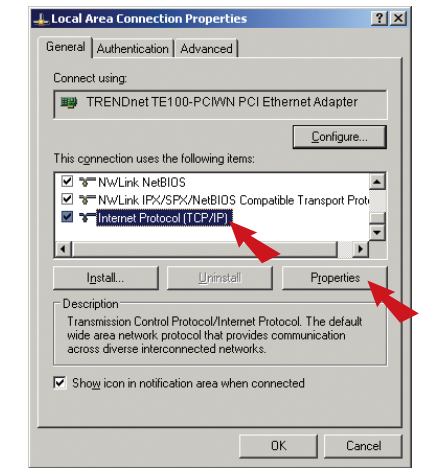 Local Area Connection Properties
General Authentication Advanced
Connect using:
TRENDnet TE100-PCIWN PCI Ethernet Adapter
Configure...
This connection uses the following items:
NWLink NetBIOS
NWLink IPX/SPX/NetBIOS Compatible Transport Prot
Internet Protocol (TCP/IP)
Install... Uninstall Properties
Description
Transmission Control Protocol/Internet Protocol. The default
wide area network protocol that provides communication
across diverse interconnected networks.
Show icon in notification area when connected
OK Cancel